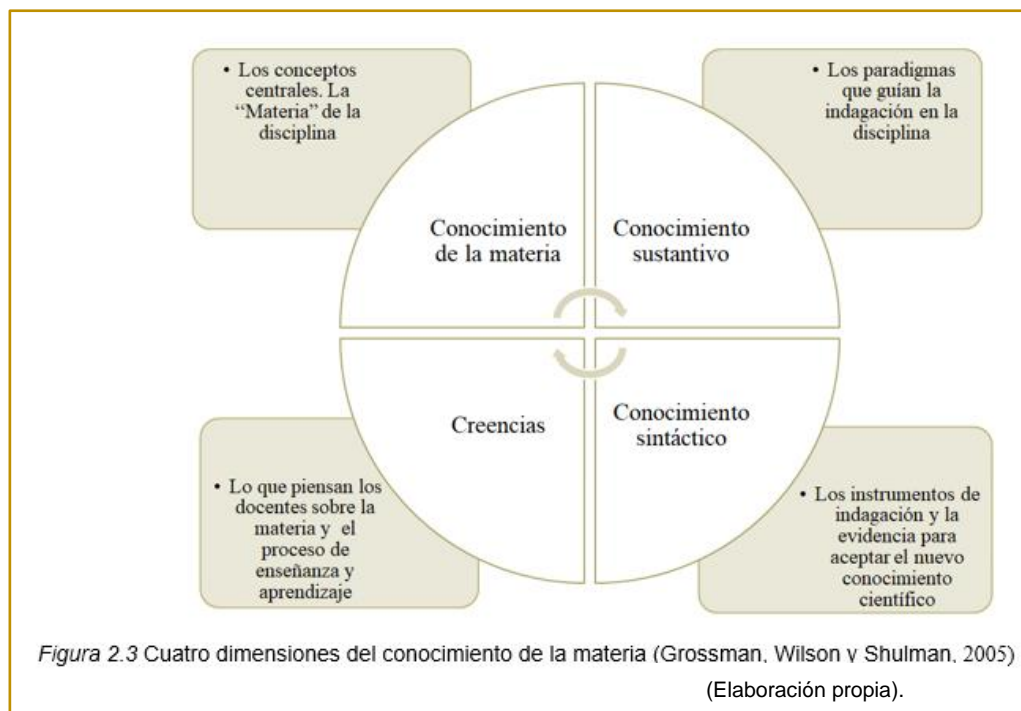 • Los conceptos
centrales. La
“Materia” de la
disciplina
• Los paradigmas
que guían la
indagación en la
disciplina
Conocimiento
de la materia
Conocimiento
sustantivo
Creencias
Conocimiento
sintáctico
• Lo que piensan los
docentes sobre la
materia y el
proceso de
enseñanza y
aprendizaje
• Los instrumentos de
indagación y la
evidencia para
aceptar el nuevo
conocimiento
científico
Figura 2.3 Cuatro dimensiones del conocimiento de la materia (Grossman, Wilson y Shulman, 2005)
(Elaboración propia).